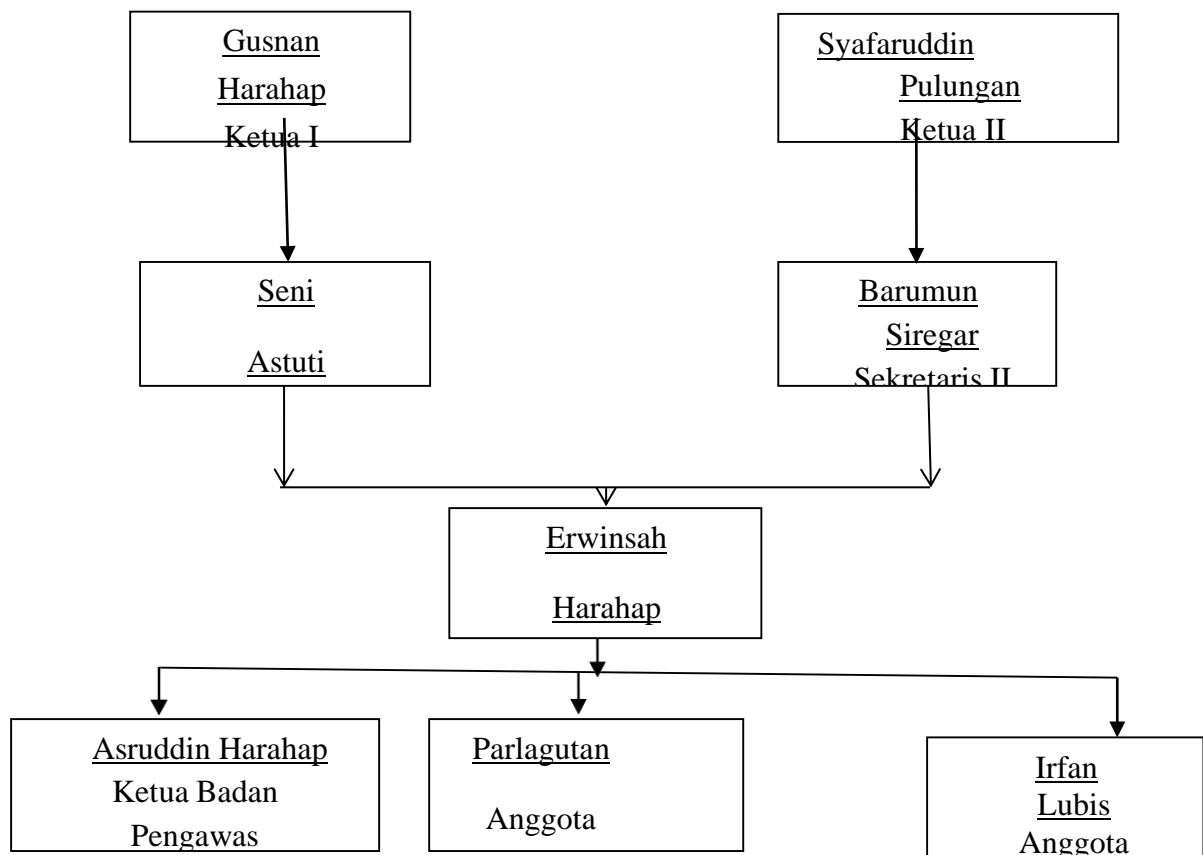 Gusnan
Harahap
Ketua I
Syafaruddin
Pulungan
Ketua II
Seni
Astuti
Barumun
Siregar
Sekretaris II
Erwinsah
Harahap
Asruddin Harahap
Ketua Badan
Pengawas
Parlagutan
Anggota
Irfan
Lubis
Anggota